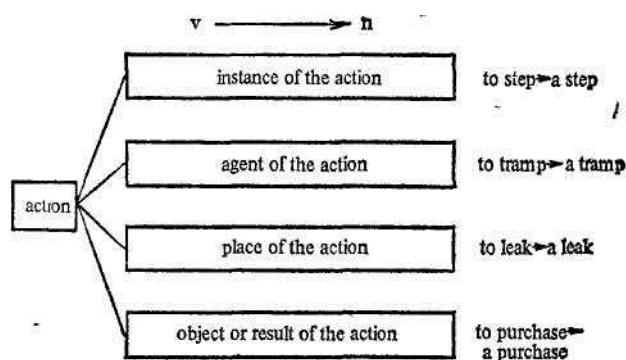 v → n
instance of the action to step→a step
agent of the action to tramp→a tramp
action
place of the action to leak→a leak
object or result of the action to purchase→
a purchase